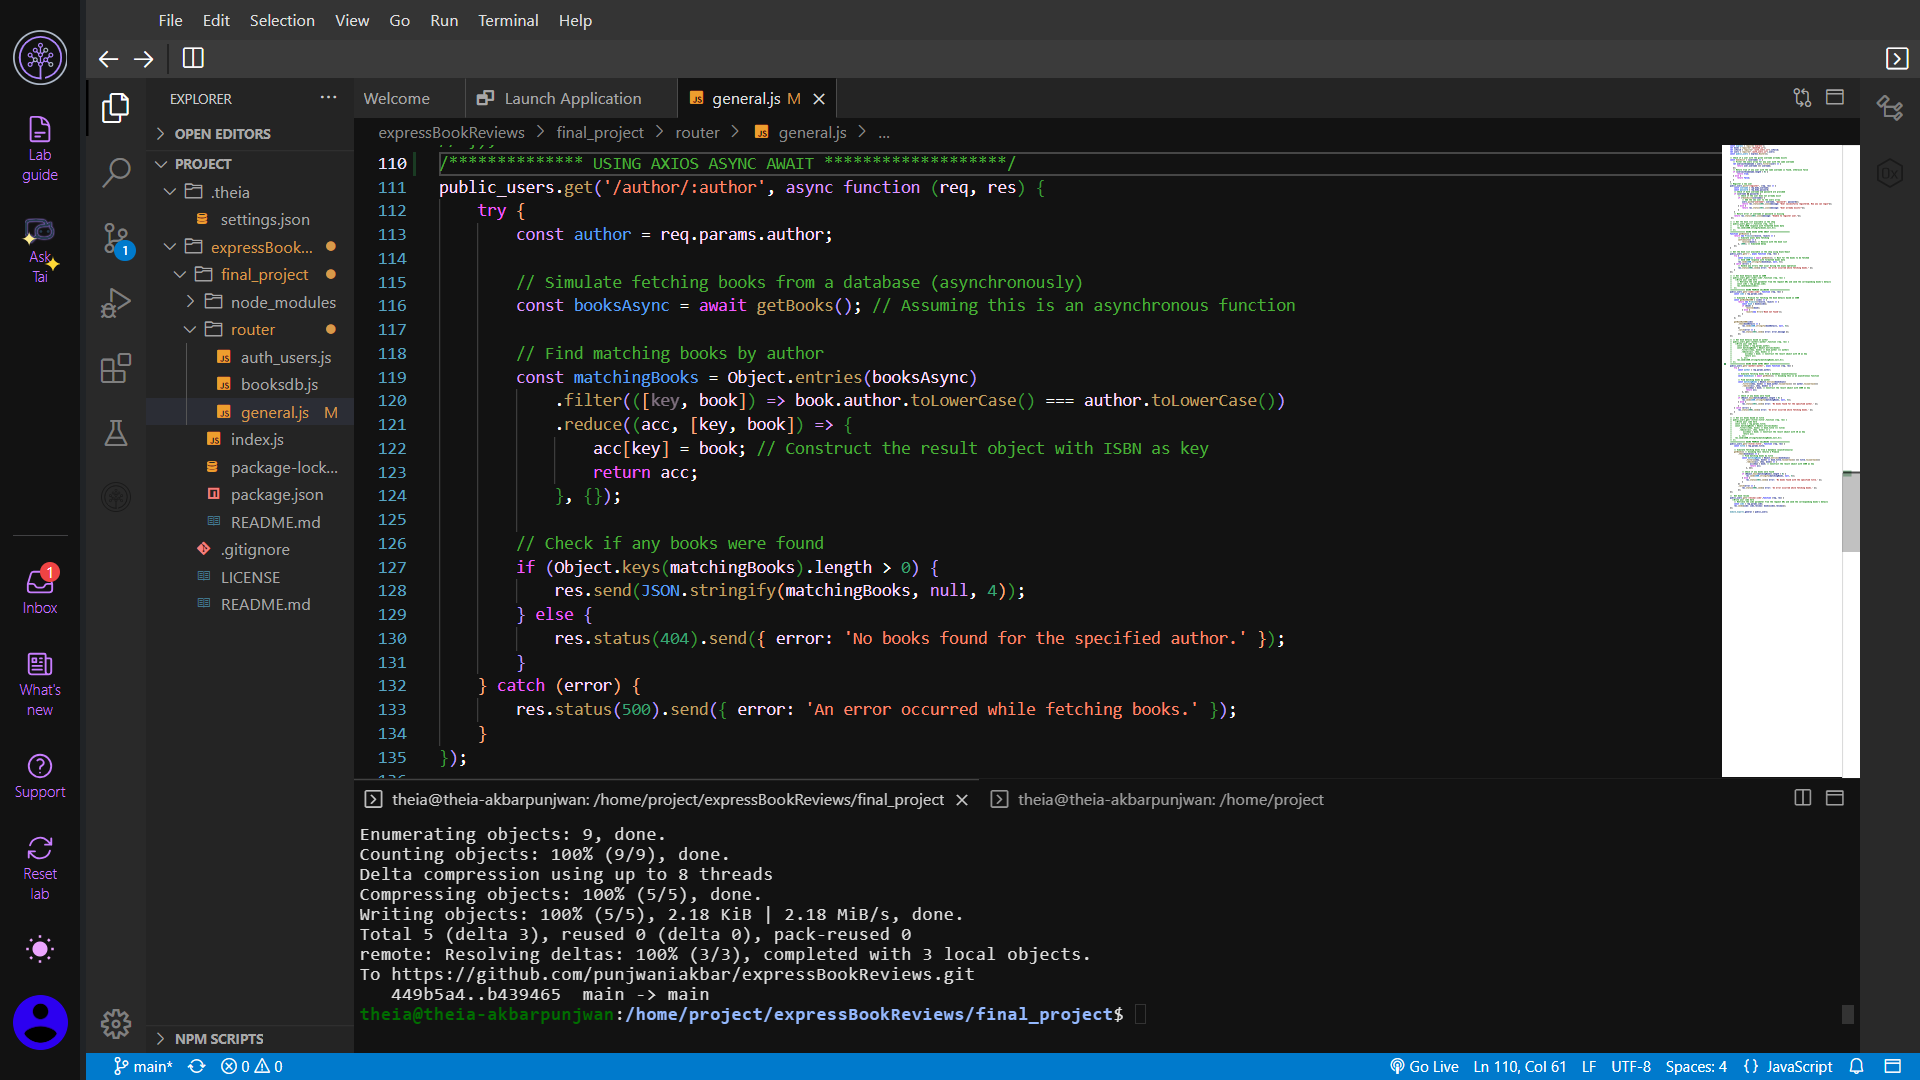 File Edit Selection View Go Run Terminal Help
Lab guide
Ask Tai
Inbox
1
What's new
Support
Reset lab
1
EXPLORER ...
OPEN EDITORS
PROJECT
.theia
settings.json
expressBook...
final_project
node_modules
router
auth_users.js
booksdb.js
general.js M
index.js
package-lock...
package.json
README.md
.gitignore
LICENSE
README.md
NPM SCRIPTS
Welcome Launch Application general.js M
expressBookReviews > final_project > router > general.js > ...
110 /************** USING AXIOS ASYNC AWAIT *******************/
111 public_users.get('/author/:author', async function (req, res) {
112 try {
113 const author = req.params.author;
114
115 // Simulate fetching books from a database (asynchronously)
116 const booksAsync = await getBooks(); // Assuming this is an asynchronous function
117
118 // Find matching books by author
119 const matchingBooks = Object.entries(booksAsync)
120 .filter(([key, book]) => book.author.toLowerCase() === author.toLowerCase())
121 .reduce((acc, [key, book]) => {
122 acc[key] = book; // Construct the result object with ISBN as key
123 return acc;
124 }, {});
125
126 // Check if any books were found
127 if (Object.keys(matchingBooks).length > 0) {
128 res.send(JSON.stringify(matchingBooks, null, 4));
129 } else {
130 res.status(404).send({ error: 'No books found for the specified author.' });
131 }
132 } catch (error) {
133 res.status(500).send({ error: 'An error occurred while fetching books.' });
134 }
135 });
theia@theia-akbarpunjwan: /home/project/expressBookReviews/final_project theia@theia-akbarpunjwan: /home/project
Enumerating objects: 9, done.
Counting objects: 100% (9/9), done.
Delta compression using up to 8 threads
Compressing objects: 100% (5/5), done.
Writing objects: 100% (5/5), 2.18 KiB | 2.18 MiB/s, done.
Total 5 (delta 3), reused 0 (delta 0), pack-reused 0
remote: Resolving deltas: 100% (3/3), completed with 3 local objects.
To https://github.com/punjwaniakbar/expressBookReviews.git
449b5a4..b439465 main -> main
theia@theia-akbarpunjwan:/home/project/expressBookReviews/final_project$
main* 0 0 Go Live Ln 110, Col 61 LF UTF-8 Spaces: 4 {} JavaScript